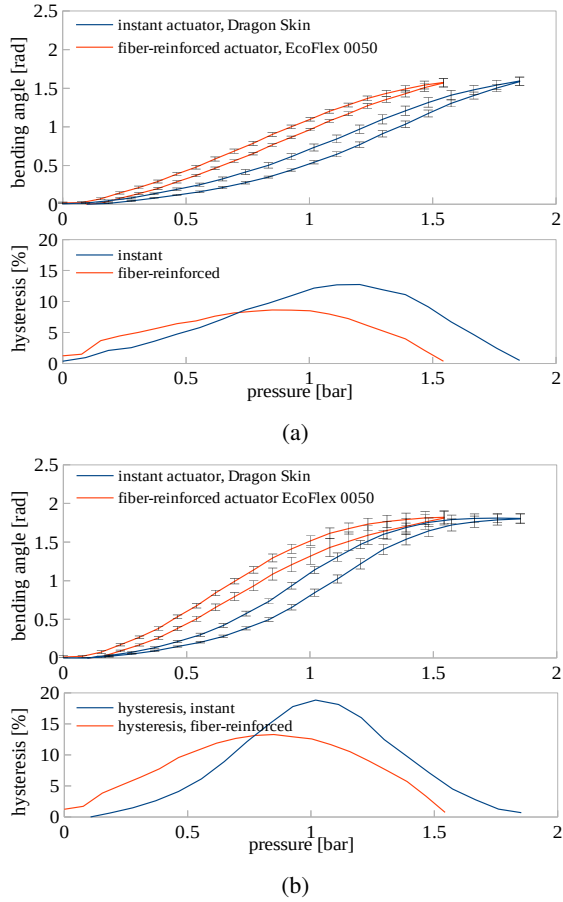 (a)
2.5
instant actuator, Dragon Skin
fiber-reinforced actuator, EcoFlex 0050
2
1.5
1
0.5
0
bending angle [rad]
0 0.5 1 1.5 2
20
instant
fiber-reinforced
15
10
5
0
hysteresis [%]
0 0.5 1 1.5 2
pressure [bar]
(a)
2.5
instant actuator, Dragon Skin
fiber-reinforced actuator EcoFlex 0050
2
1.5
1
0.5
0
bending angle [rad]
0 0.5 1 1.5 2
20
hysteresis, instant
hysteresis, fiber-reinforced
15
10
5
0
hysteresis [%]
0 0.5 1 1.5 2
pressure [bar]
(b)